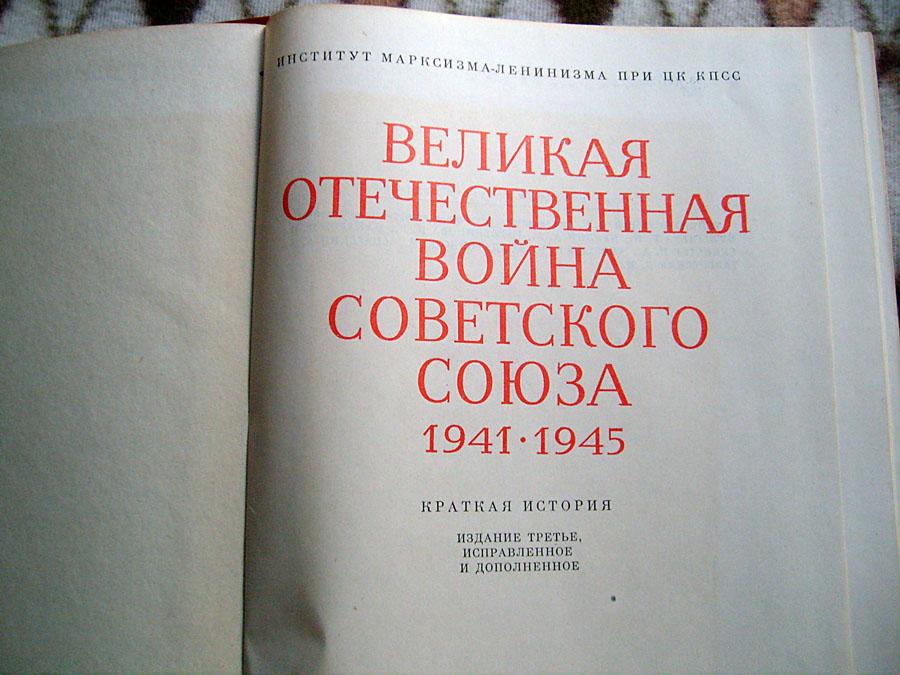 ИНСТИТУТ МАРКСИЗМА-ЛЕНИНИЗМА ПРИ ЦК КПСС
ВЕЛИКАЯ
ОТЕЧЕСТВЕННАЯ
ВОЙНА
СОВЕТСКОГО
СОЮЗА
1941·1945
КРАТКАЯ ИСТОРИЯ
ИЗДАНИЕ ТРЕТЬЕ,
ИСПРАВЛЕННОЕ
И ДОПОЛНЕННОЕ